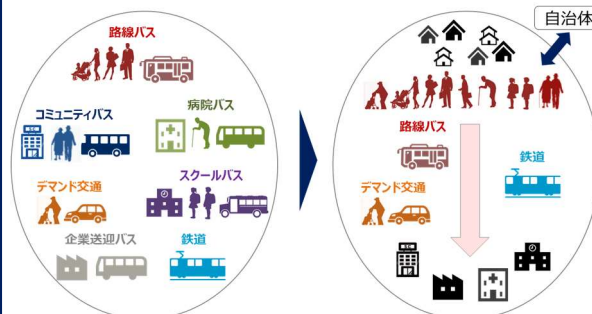 路線バス
コミュニティバス
病院バス
デマンド交通
スクールバス
企業送迎バス
鉄道
自治体
路線バス
鉄道
デマンド交通